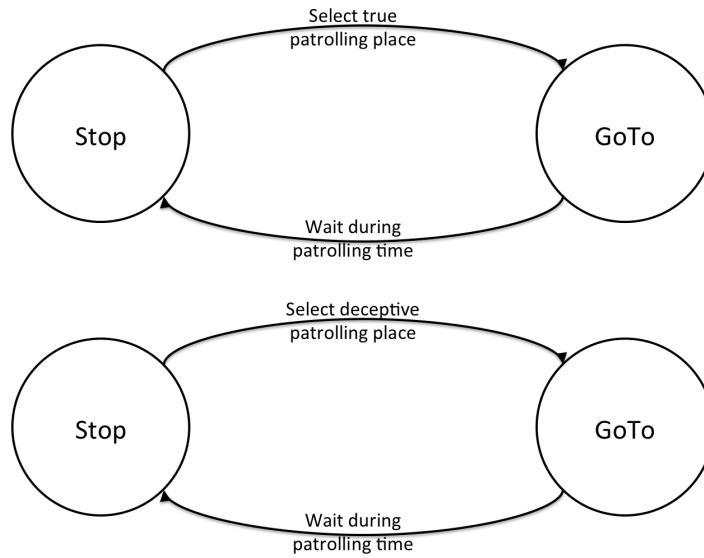 Select true
patrolling place
Stop
GoTo
Wait during
patrolling time
Select deceptive
patrolling place
Stop
GoTo
Wait during
patrolling time